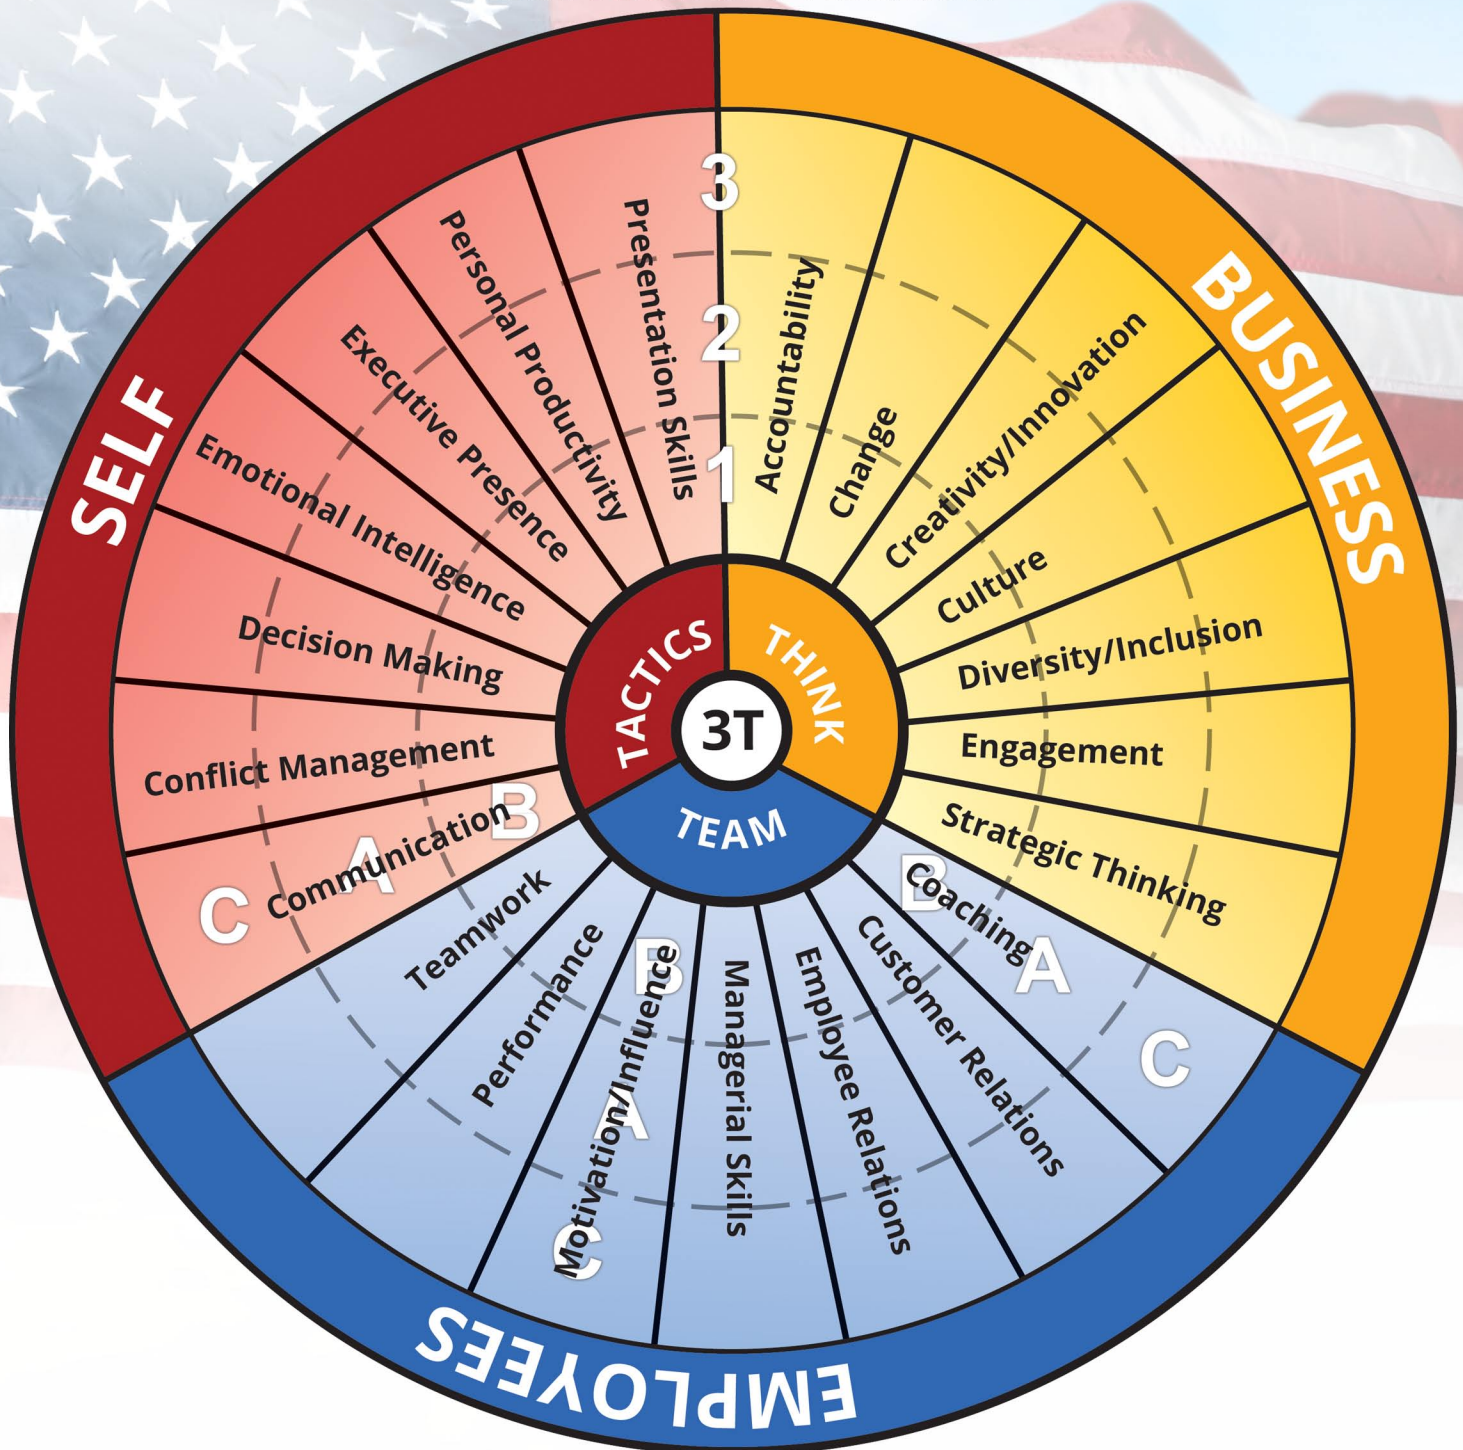 SELF
BUSINESS
EMPLOYEES
TACTICS
THINK
TEAM
3T
3
2
1
Accountability
Change
Creativity/Innovation
Culture
Diversity/Inclusion
Engagement
Strategic Thinking
Coaching
Customer Relations
Employee Relations
Managerial Skills
Motivation/Influence
Performance
Teamwork
Communication
Conflict Management
Decision Making
Emotional Intelligence
Executive Presence
Personal Productivity
Presentation Skills
B
A
C
B
A
C
B
A
C